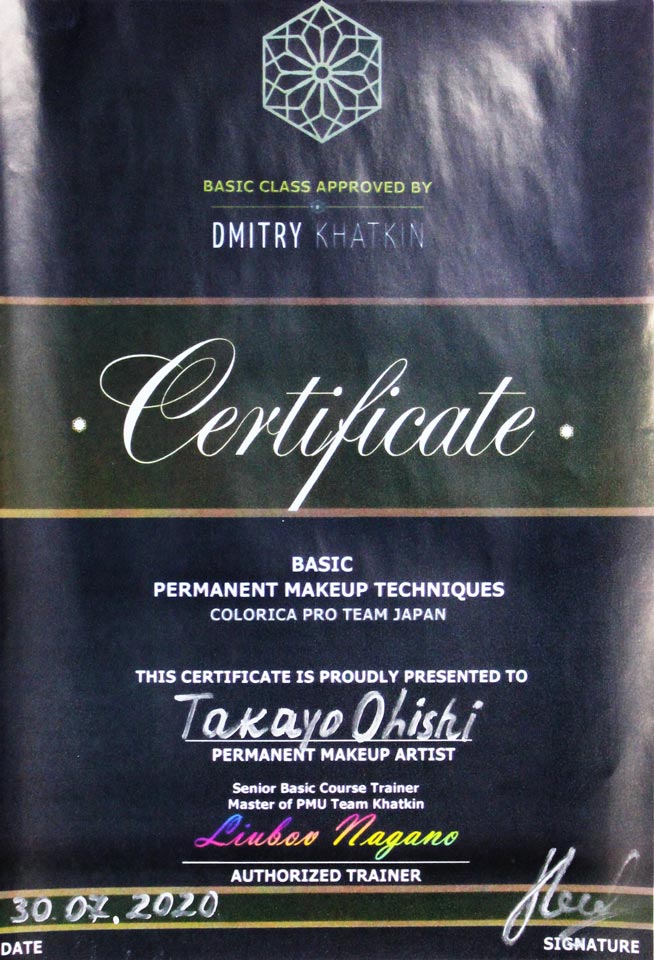 BASIC CLASS APPROVED BY
DMITRY KHATKIN
Certificate
BASIC
PERMANENT MAKEUP TECHNIQUES
COLORICA PRO TEAM JAPAN
THIS CERTIFICATE IS PROUDLY PRESENTED TO
Takayo Ohishi
PERMANENT MAKEUP ARTIST
Senior Basic Course Trainer
Master of PMU Team Khatkin
Liubov Nagano
AUTHORIZED TRAINER
30.07.2020
DATE
SIGNATURE